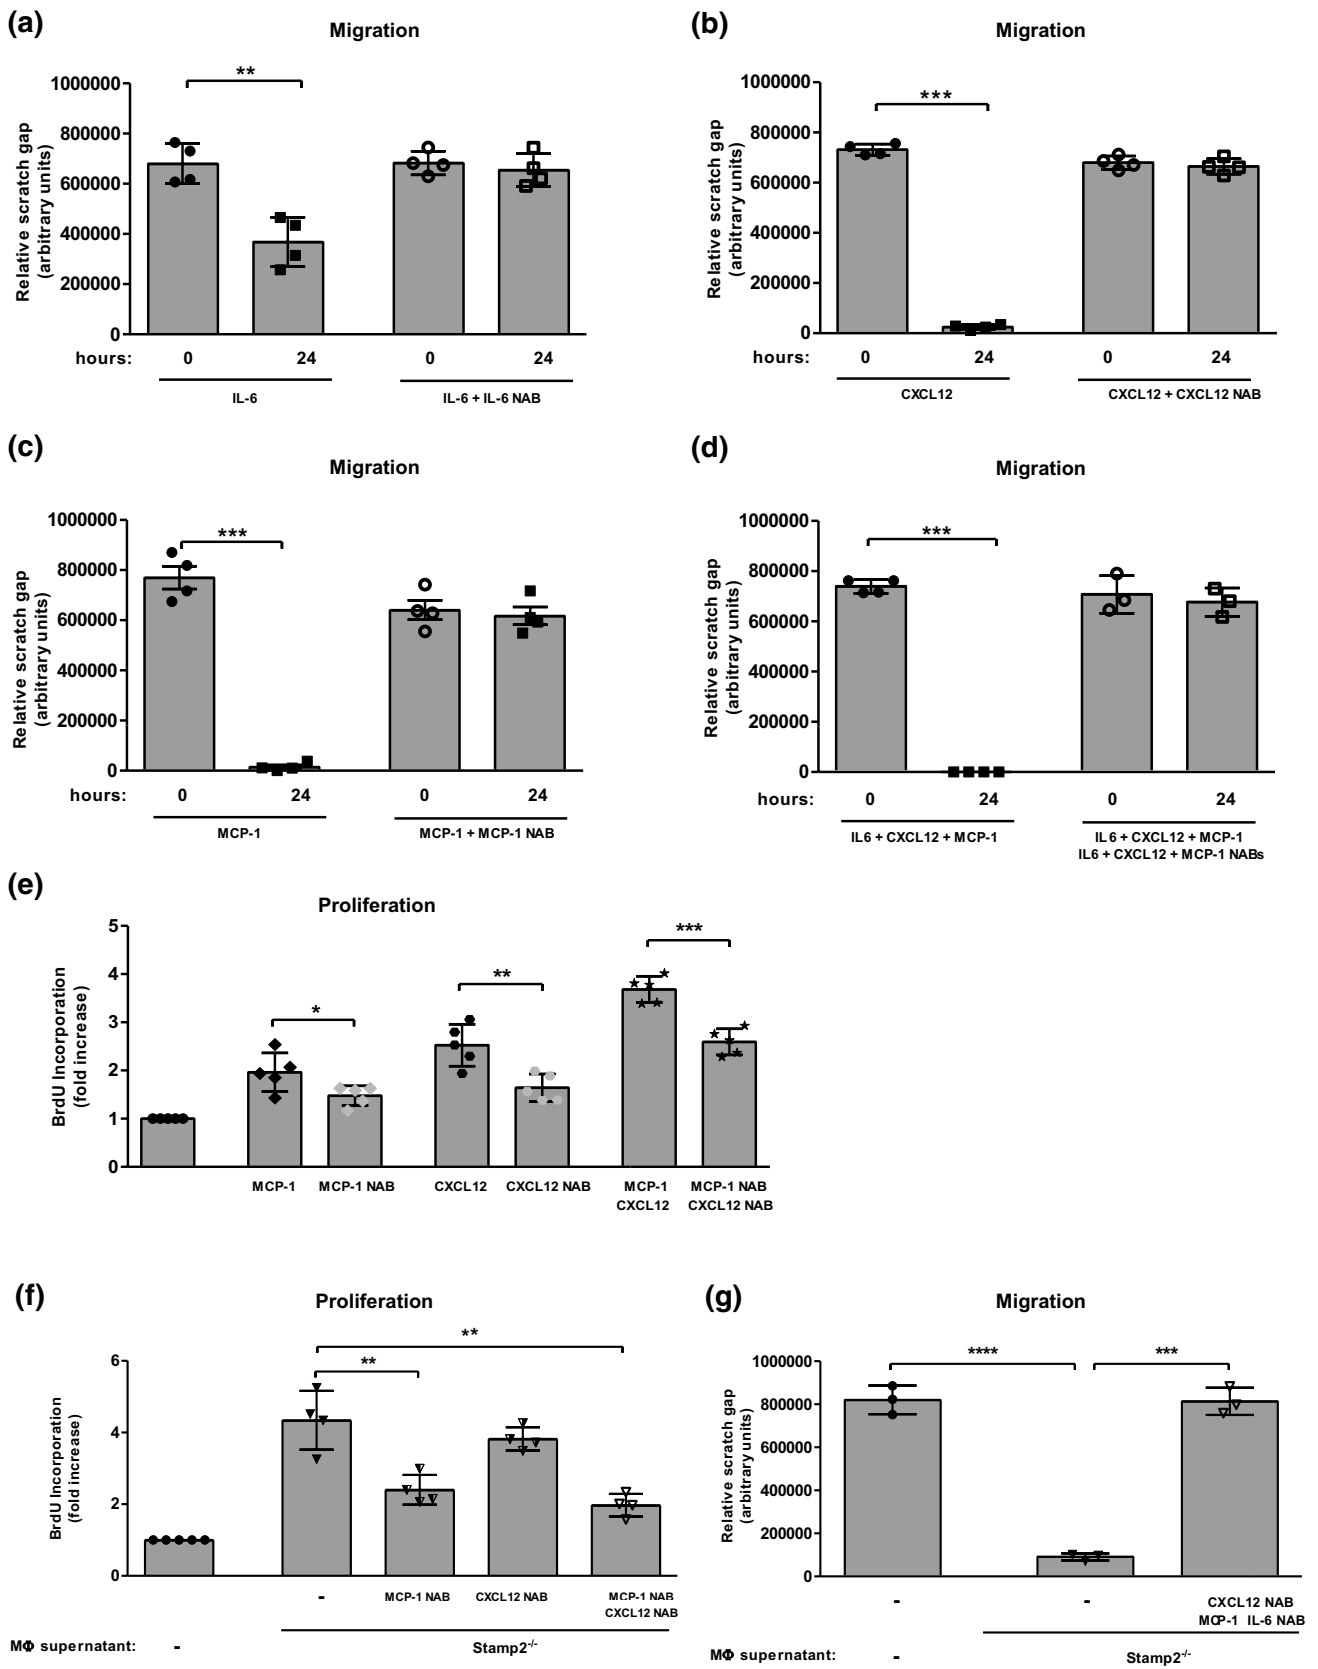 (a)
Migration
**
1000000
800000
600000
400000
200000
0
Relative scratch gap
(arbitrary units)
hours: 0 24 0 24
IL-6
IL-6 + IL-6 NAB
(b)
Migration
***
1000000
800000
600000
400000
200000
0
Relative scratch gap
(arbitrary units)
hours: 0 24 0 24
CXCL12
CXCL12 + CXCL12 NAB
(c)
Migration
***
1000000
800000
600000
400000
200000
0
Relative scratch gap
(arbitrary units)
hours: 0 24 0 24
MCP-1
MCP-1 + MCP-1 NAB
(d)
Migration
***
1000000
800000
600000
400000
200000
0
Relative scratch gap
(arbitrary units)
hours: 0 24 0 24
IL6 + CXCL12 + MCP-1
IL6 + CXCL12 + MCP-1
IL6 + CXCL12 + MCP-1 NABs
(e)
Proliferation
* ** ***
5
4
3
2
1
0
BrdU Incorporation
(fold increase)
MCP-1 MCP-1 NAB CXCL12 CXCL12 NAB MCP-1 MCP-1 NAB
CXCL12 CXCL12 NAB
(f)
Proliferation
**
**
6
4
2
0
BrdU Incorporation
(fold increase)
- MCP-1 NAB CXCL12 NAB MCP-1 NAB
CXCL12 NAB
MΦ supernatant: - Stamp2-/-
(g)
Migration
**** ***
1000000
800000
600000
400000
200000
0
Relative scratch gap
(arbitrary units)
- - CXCL12 NAB
MCP-1 IL-6 NAB
MΦ supernatant: - Stamp2-/-